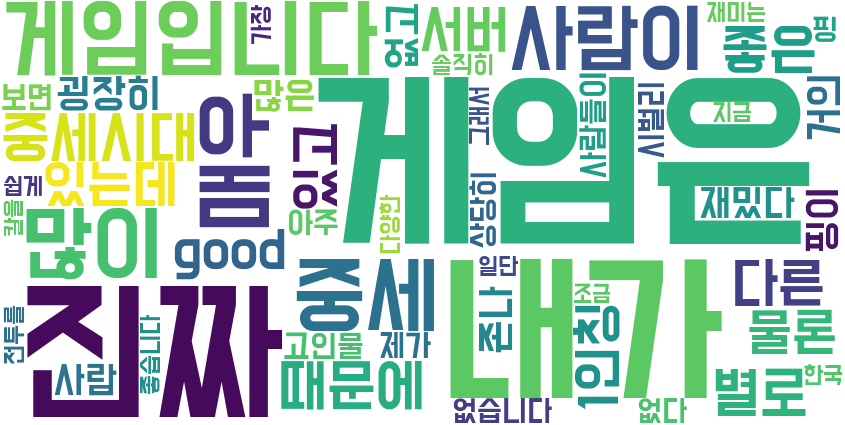 게임입니다
가장
없고
서버
솔직히
사람이
재미는
좋은
핑
보면
굉장히
많은
중세시대
아
맵
있고
게임은
그래서
사람들이
시벌리
지금
거의
쉽게
있는데
칼을
많이
good
아주
다양한
상당히
재밌다
핑이
진짜
중세
내가
일단
조금
다른
전투를
좋습니다
사람
고인물
제가
때문에
존나
1인칭
물론
별로
한국
없습니다
없다